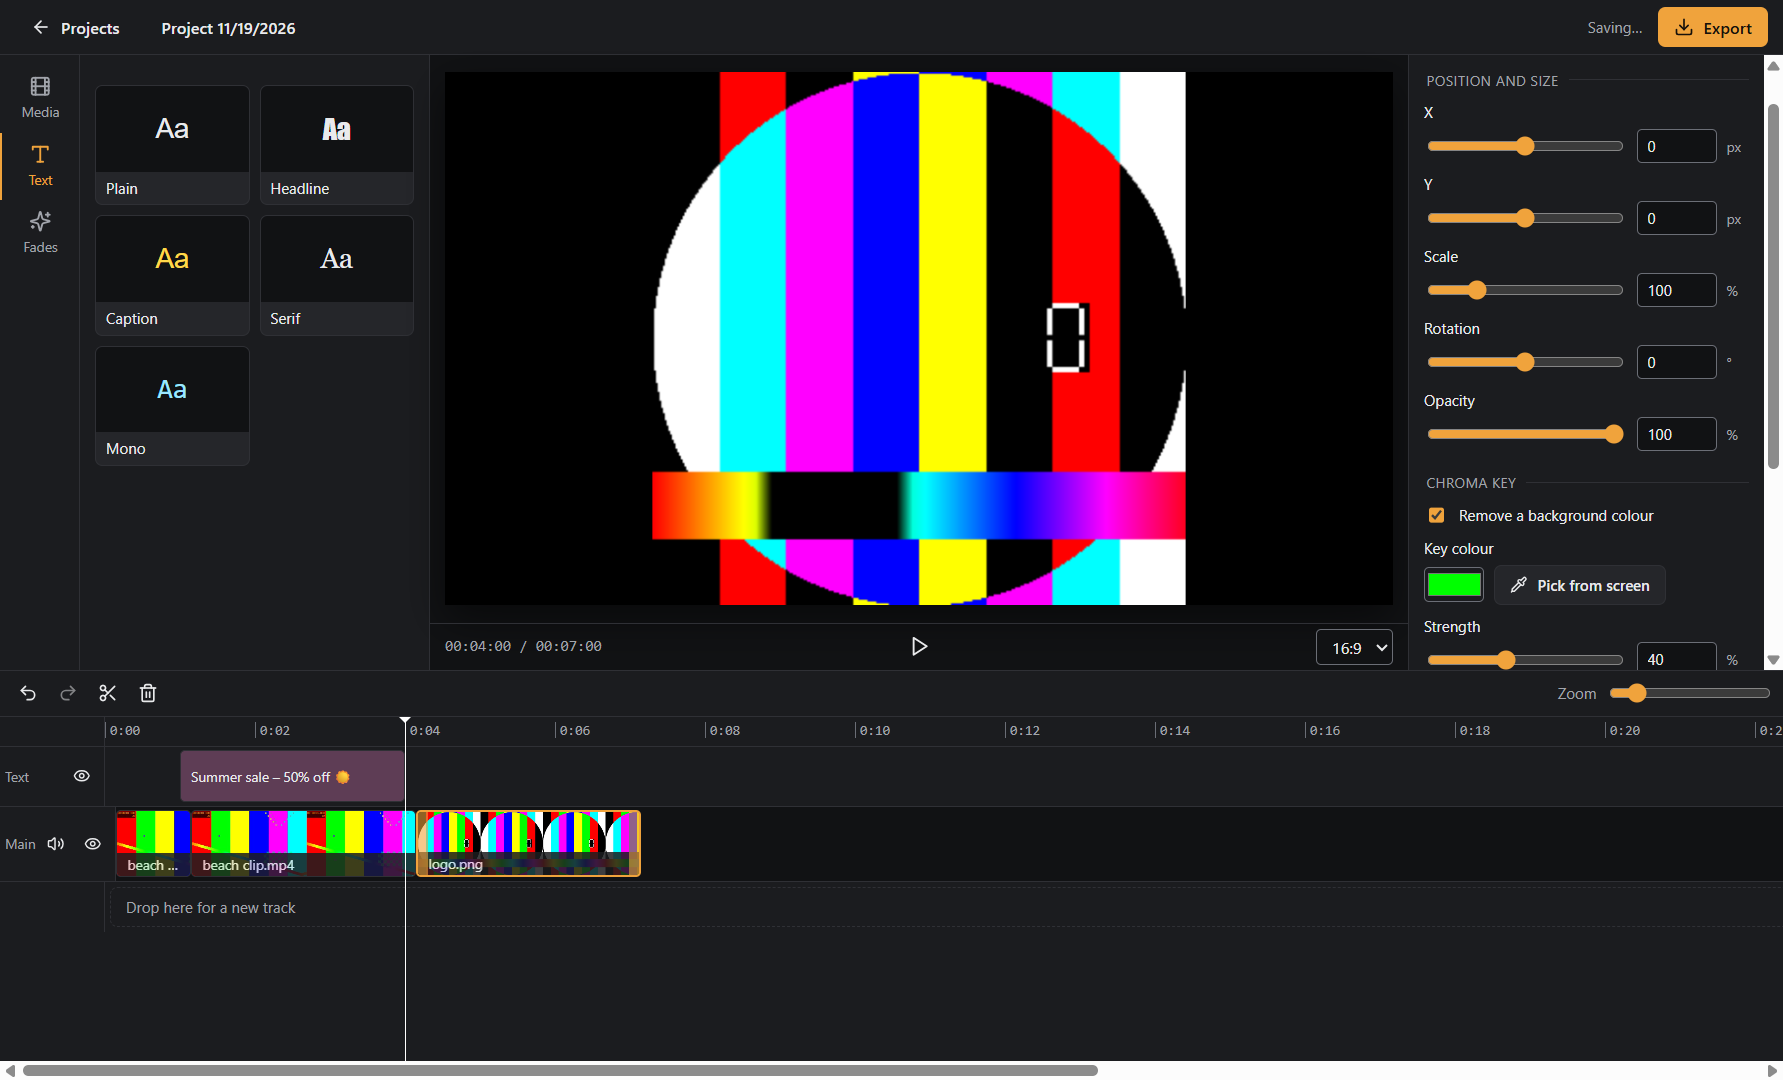 Projects
Project 11/19/2026
Saving...
Export
Media
Text
Fades
Aa
Plain
Aa
Headline
Aa
Caption
Aa
Serif
Aa
Mono
0
00:04:00 / 00:07:00
16:9
POSITION AND SIZE
X
0 px
Y
0 px
Scale
100 %
Rotation
0 °
Opacity
100 %
CHROMA KEY
Remove a background colour
Key colour
Pick from screen
Strength
40 %
Zoom
0:00 0:02 0:04 0:06 0:08 0:10 0:12 0:14 0:16 0:18 0:20 0:2
Text
Summer sale – 50% off
Main
beach ...
beach clip.mp4
logo.png
Drop here for a new track